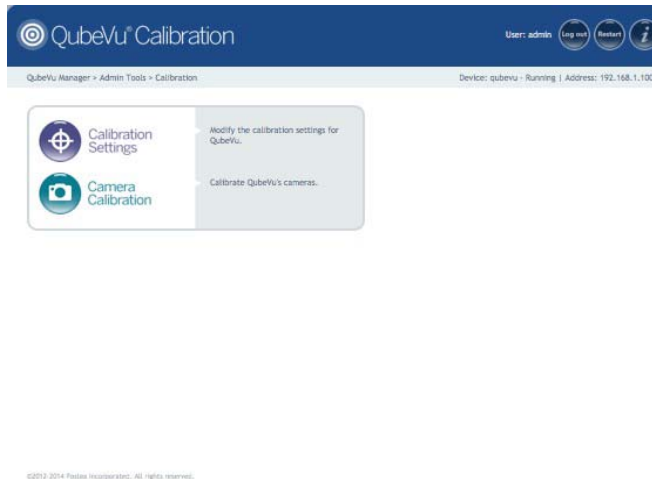 QubeVu® Calibration
User: admin
Log out
Restart
i
QubeVu Manager > Admin Tools > Calibration
Device: qubevu - Running | Address: 192.168.1.100
Calibration
Settings
Modify the calibration settings for
QubeVu.
Camera
Calibration
Calibrate QubeVu's cameras.
©2012-2014 Postea Incorporated. All rights reserved.